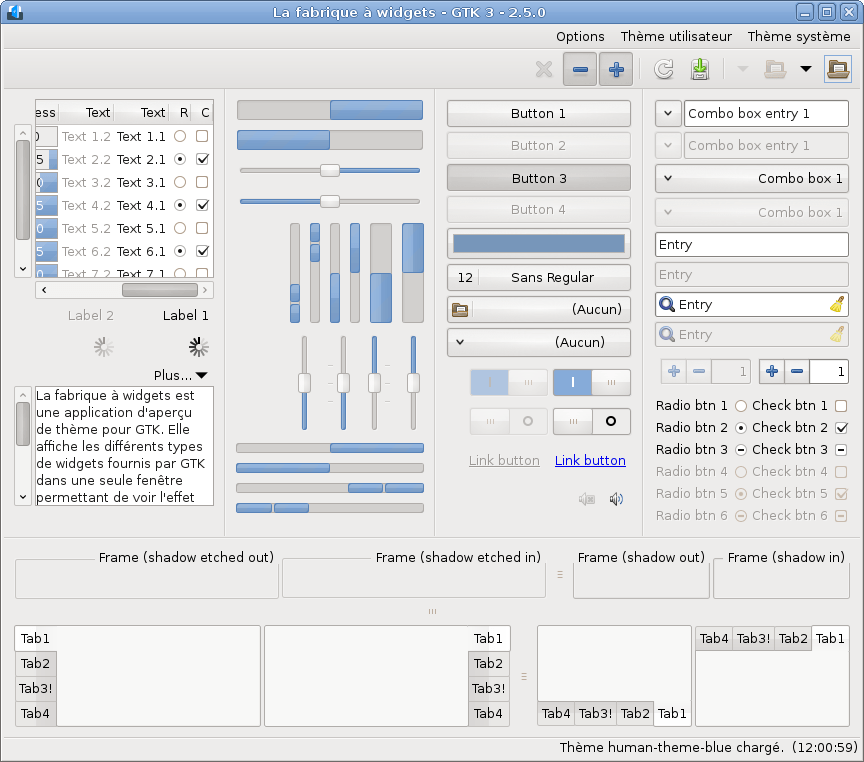 La fabrique à widgets - GTK 3 - 2.5.0
Options Thème utilisateur Thème système
ess Text Text R C
0 Text 1.2 Text 1.1
5 Text 2.2 Text 2.1
0 Text 3.2 Text 3.1
5 Text 4.2 Text 4.1
0 Text 5.2 Text 5.1
5 Text 6.2 Text 6.1
0 Text 7.2 Text 7.1
Label 2 Label 1
Plus...
La fabrique à widgets est
une application d'aperçu
de thème pour GTK. Elle
affiche les différents types
de widgets fournis par GTK
dans une seule fenêtre
permettant de voir l'effet
Button 1
Button 2
Button 3
Button 4
12 Sans Regular
(Aucun)
(Aucun)
Link button Link button
Combo box entry 1
Combo box entry 1
Combo box 1
Combo box 1
Entry
Entry
Entry
Entry
1 1
Radio btn 1 Check btn 1
Radio btn 2 Check btn 2
Radio btn 3 Check btn 3
Radio btn 4 Check btn 4
Radio btn 5 Check btn 5
Radio btn 6 Check btn 6
Frame (shadow etched out) Frame (shadow etched in) Frame (shadow out) Frame (shadow in)
Tab1
Tab2
Tab3!
Tab4
Tab1
Tab2
Tab3!
Tab4
Tab4 Tab3! Tab2 Tab1
Tab4 Tab3! Tab2 Tab1
Thème human-theme-blue chargé. (12:00:59)